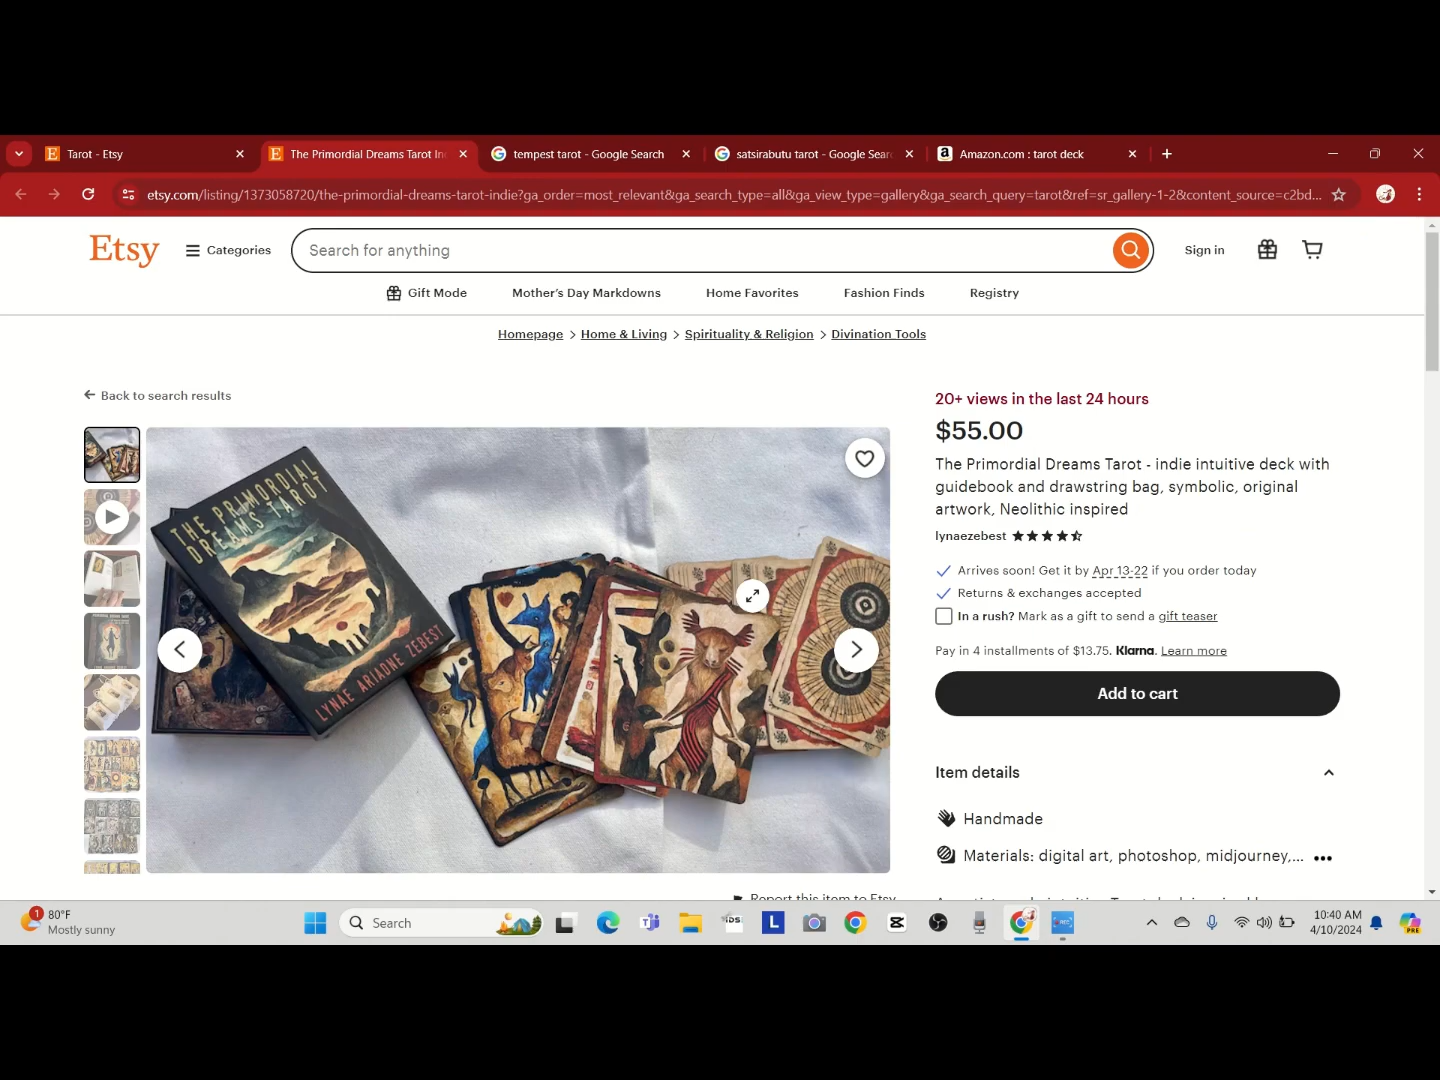 Tarot - Etsy
The Primordial Dreams Tarot In
tempest tarot - Google Search
satsirabutu tarot - Google Sear
Amazon.com : tarot deck
etsy.com/listing/1373058720/the-primordial-dreams-tarot-indie?ga_order=most_relevant&ga_search_type=all&ga_view_type=gallery&ga_search_query=tarot&ref=sr_gallery-1-2&content_source=c2bd...
Etsy
Categories
Search for anything
Sign in
Gift Mode
Mother's Day Markdowns
Home Favorites
Fashion Finds
Registry
Homepage > Home & Living > Spirituality & Religion > Divination Tools
Back to search results
THE PRIMORDIAL
DREAMS TAROT
LYNAE ARIADNE ZEBEST
20+ views in the last 24 hours
$55.00
The Primordial Dreams Tarot - indie intuitive deck with
guidebook and drawstring bag, symbolic, original
artwork, Neolithic inspired
lynaezebest
Arrives soon! Get it by Apr 13-22 if you order today
Returns & exchanges accepted
In a rush? Mark as a gift to send a gift teaser
Pay in 4 installments of $13.75. Klarna. Learn more
Add to cart
Item details
Handmade
Materials: digital art, photoshop, midjourney,...
Report this item to Etsy
1
80°F
Mostly sunny
Search
10:40 AM
4/10/2024
PRE